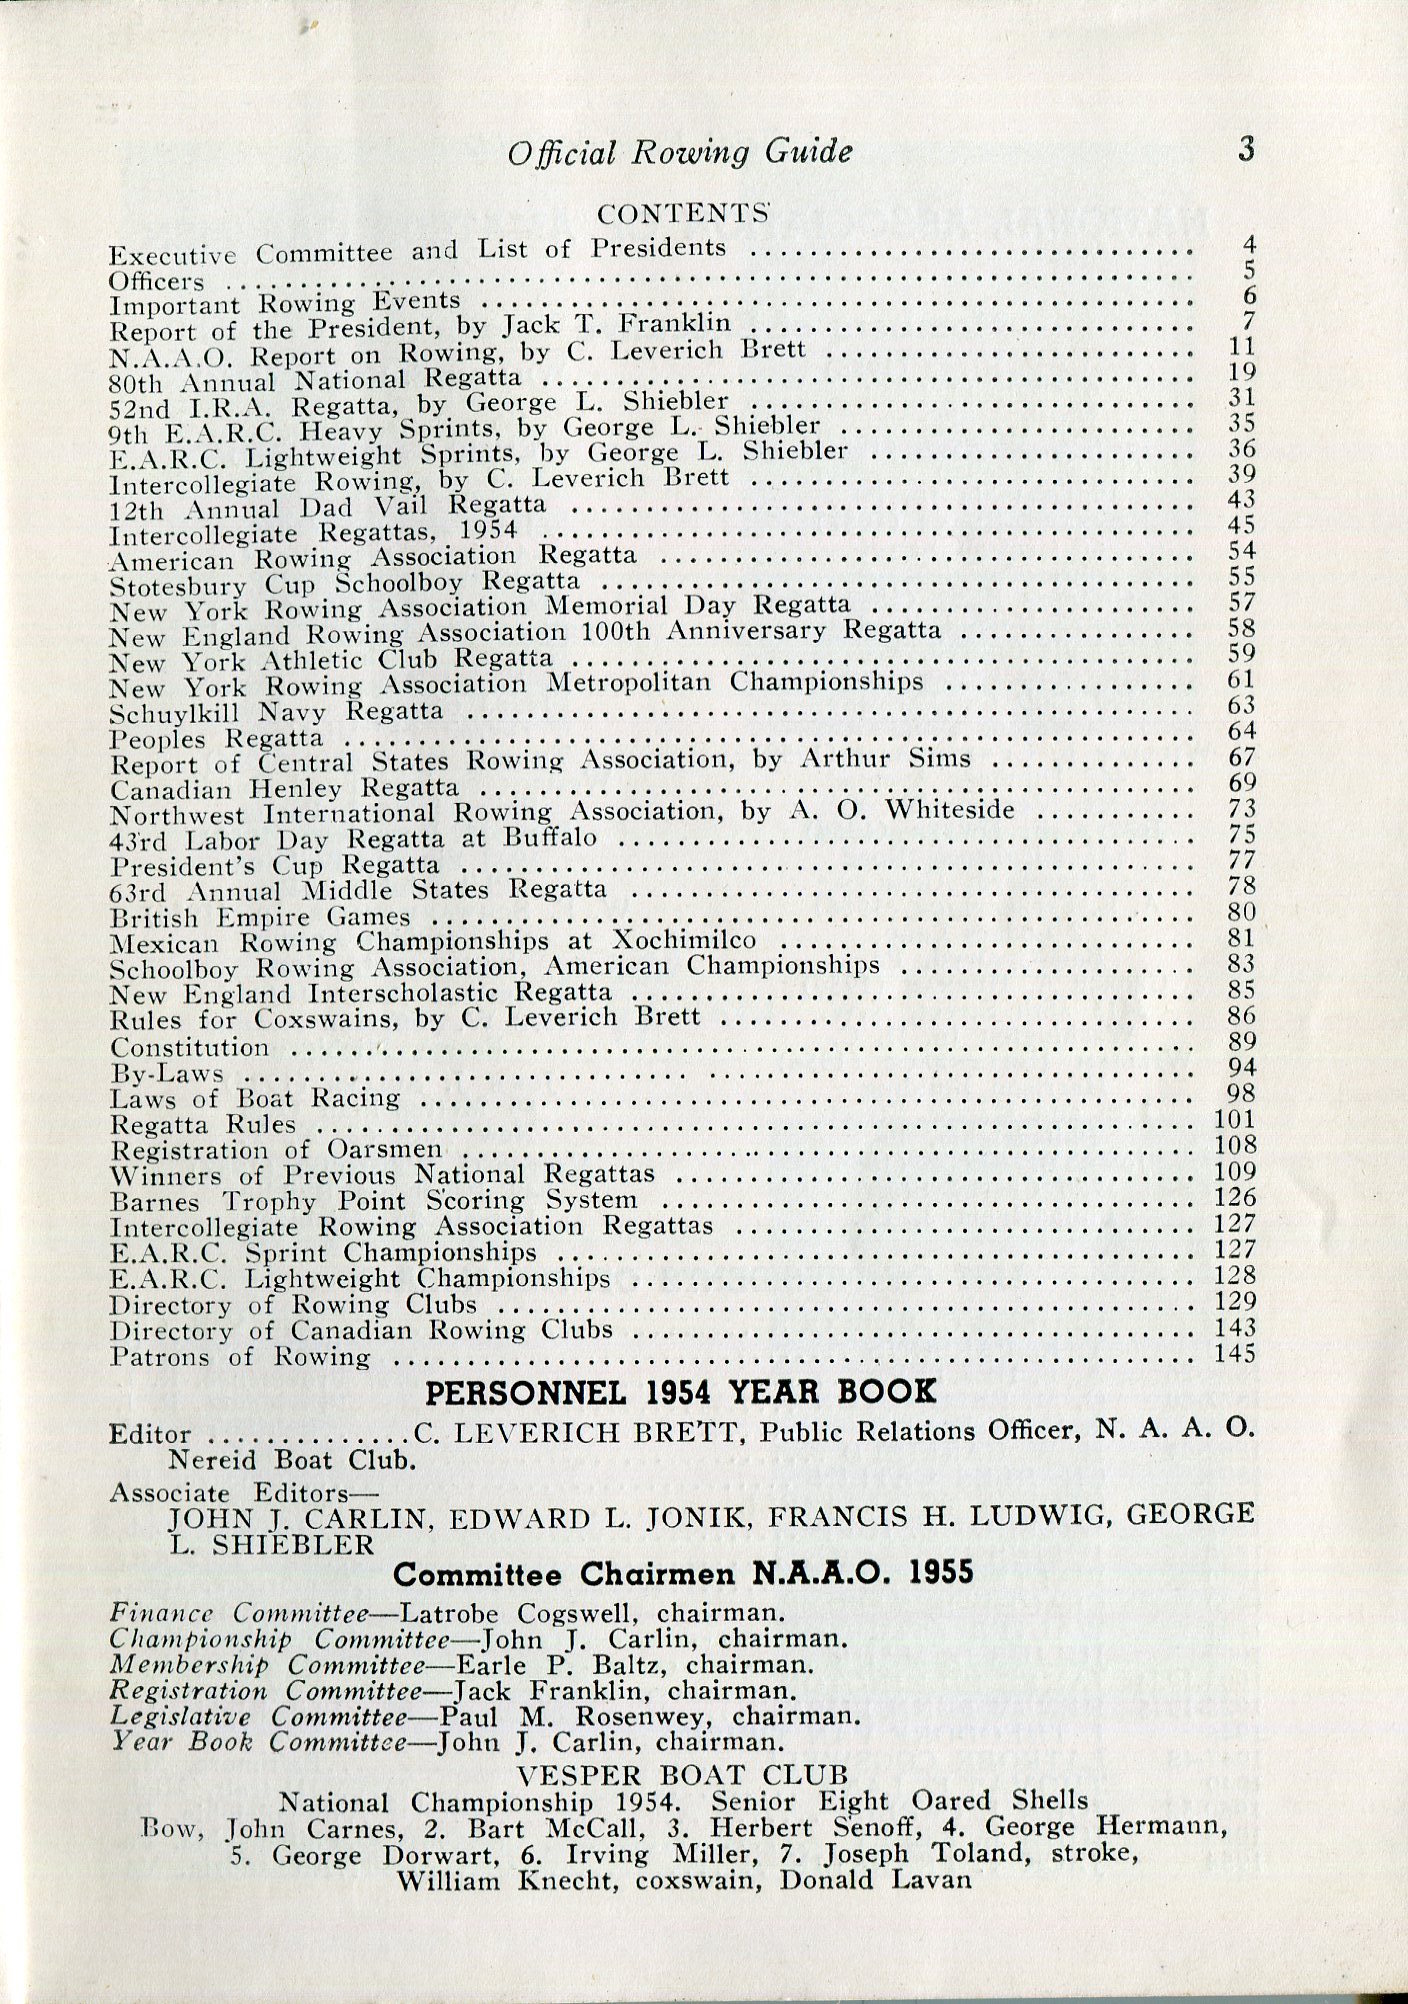 Official Rowing Guide 3
CONTENTS
Executive Committee and List of Presidents .............................. 4
Officers .............................. 5
Important Rowing Events .............................. 6
Report of the President, by Jack T. Franklin .............................. 7
N.A.A.O. Report on Rowing, by C. Leverich Brett .............................. 11
80th Annual National Regatta .............................. 19
52nd I.R.A. Regatta, by George L. Shiebler .............................. 31
9th E.A.R.C. Heavy Sprints, by George L. Shiebler .............................. 35
E.A.R.C. Lightweight Sprints, by George L. Shiebler .............................. 36
Intercollegiate Rowing, by C. Leverich Brett .............................. 39
12th Annual Dad Vail Regatta .............................. 43
Intercollegiate Regattas, 1954 .............................. 45
American Rowing Association Regatta .............................. 54
Stotesbury Cup Schoolboy Regatta .............................. 55
New York Rowing Association Memorial Day Regatta .............................. 57
New England Rowing Association 100th Anniversary Regatta ................ 58
New York Athletic Club Regatta .............................. 59
New York Rowing Association Metropolitan Championships ................. 61
Schuylkill Navy Regatta .............................. 63
Peoples Regatta .............................. 64
Report of Central States Rowing Association, by Arthur Sims .............. 67
Canadian Henley Regatta .............................. 69
Northwest International Rowing Association, by A. O. Whiteside ........... 73
43rd Labor Day Regatta at Buffalo .............................. 75
President's Cup Regatta .............................. 77
63rd Annual Middle States Regatta .............................. 78
British Empire Games .............................. 80
Mexican Rowing Championships at Xochimilco .............................. 81
Schoolboy Rowing Association, American Championships .................... 83
New England Interscholastic Regatta .............................. 85
Rules for Coxswains, by C. Leverich Brett .............................. 86
Constitution .............................. 89
By-Laws .............................. 94
Laws of Boat Racing .............................. 98
Regatta Rules .............................. 101
Registration of Oarsmen .............................. 108
Winners of Previous National Regattas .............................. 109
Barnes Trophy Point Scoring System .............................. 126
Intercollegiate Rowing Association Regattas .............................. 127
E.A.R.C. Sprint Championships .............................. 127
E.A.R.C. Lightweight Championships .............................. 128
Directory of Rowing Clubs .............................. 129
Directory of Canadian Rowing Clubs .............................. 143
Patrons of Rowing .............................. 145
PERSONNEL 1954 YEAR BOOK
Editor ..............C. LEVERICH BRETT, Public Relations Officer, N. A. A. O.
Nereid Boat Club.
Associate Editors—
JOHN J. CARLIN, EDWARD L. JONIK, FRANCIS H. LUDWIG, GEORGE
L. SHIEBLER
Committee Chairmen N.A.A.O. 1955
Finance Committee—Latrobe Cogswell, chairman.
Championship Committee—John J. Carlin, chairman.
Membership Committee—Earle P. Baltz, chairman.
Registration Committee—Jack Franklin, chairman.
Legislative Committee—Paul M. Rosenwey, chairman.
Year Book Committee—John J. Carlin, chairman.
VESPER BOAT CLUB
National Championship 1954. Senior Eight Oared Shells
Bow, John Carnes, 2. Bart McCall, 3. Herbert Senoff, 4. George Hermann,
5. George Dorwart, 6. Irving Miller, 7. Joseph Toland, stroke,
William Knecht, coxswain, Donald Lavan